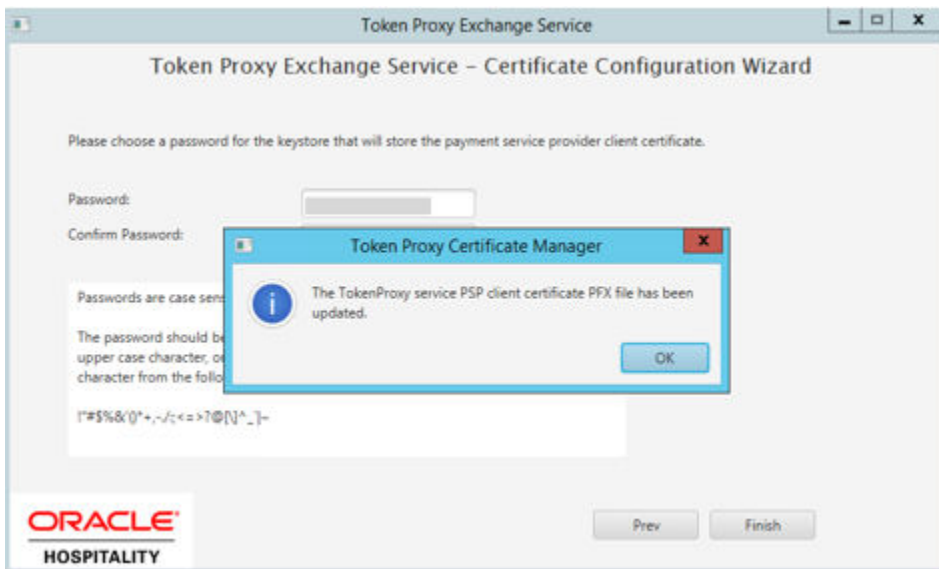 Token Proxy Exchange Service
Token Proxy Exchange Service – Certificate Configuration Wizard
Please choose a password for the keystore that will store the payment service provider client certificate.
Password:
Confirm Password:
Token Proxy Certificate Manager
x
The TokenProxy service PSP client certificate PFX file has been
updated.
OK
Passwords are case sen
The password should be
upper case character, o
character from the follo
!"#$%&'()*+,-./:;<=>?@[\]^_`}~
Prev
Finish
ORACLE®
HOSPITALITY